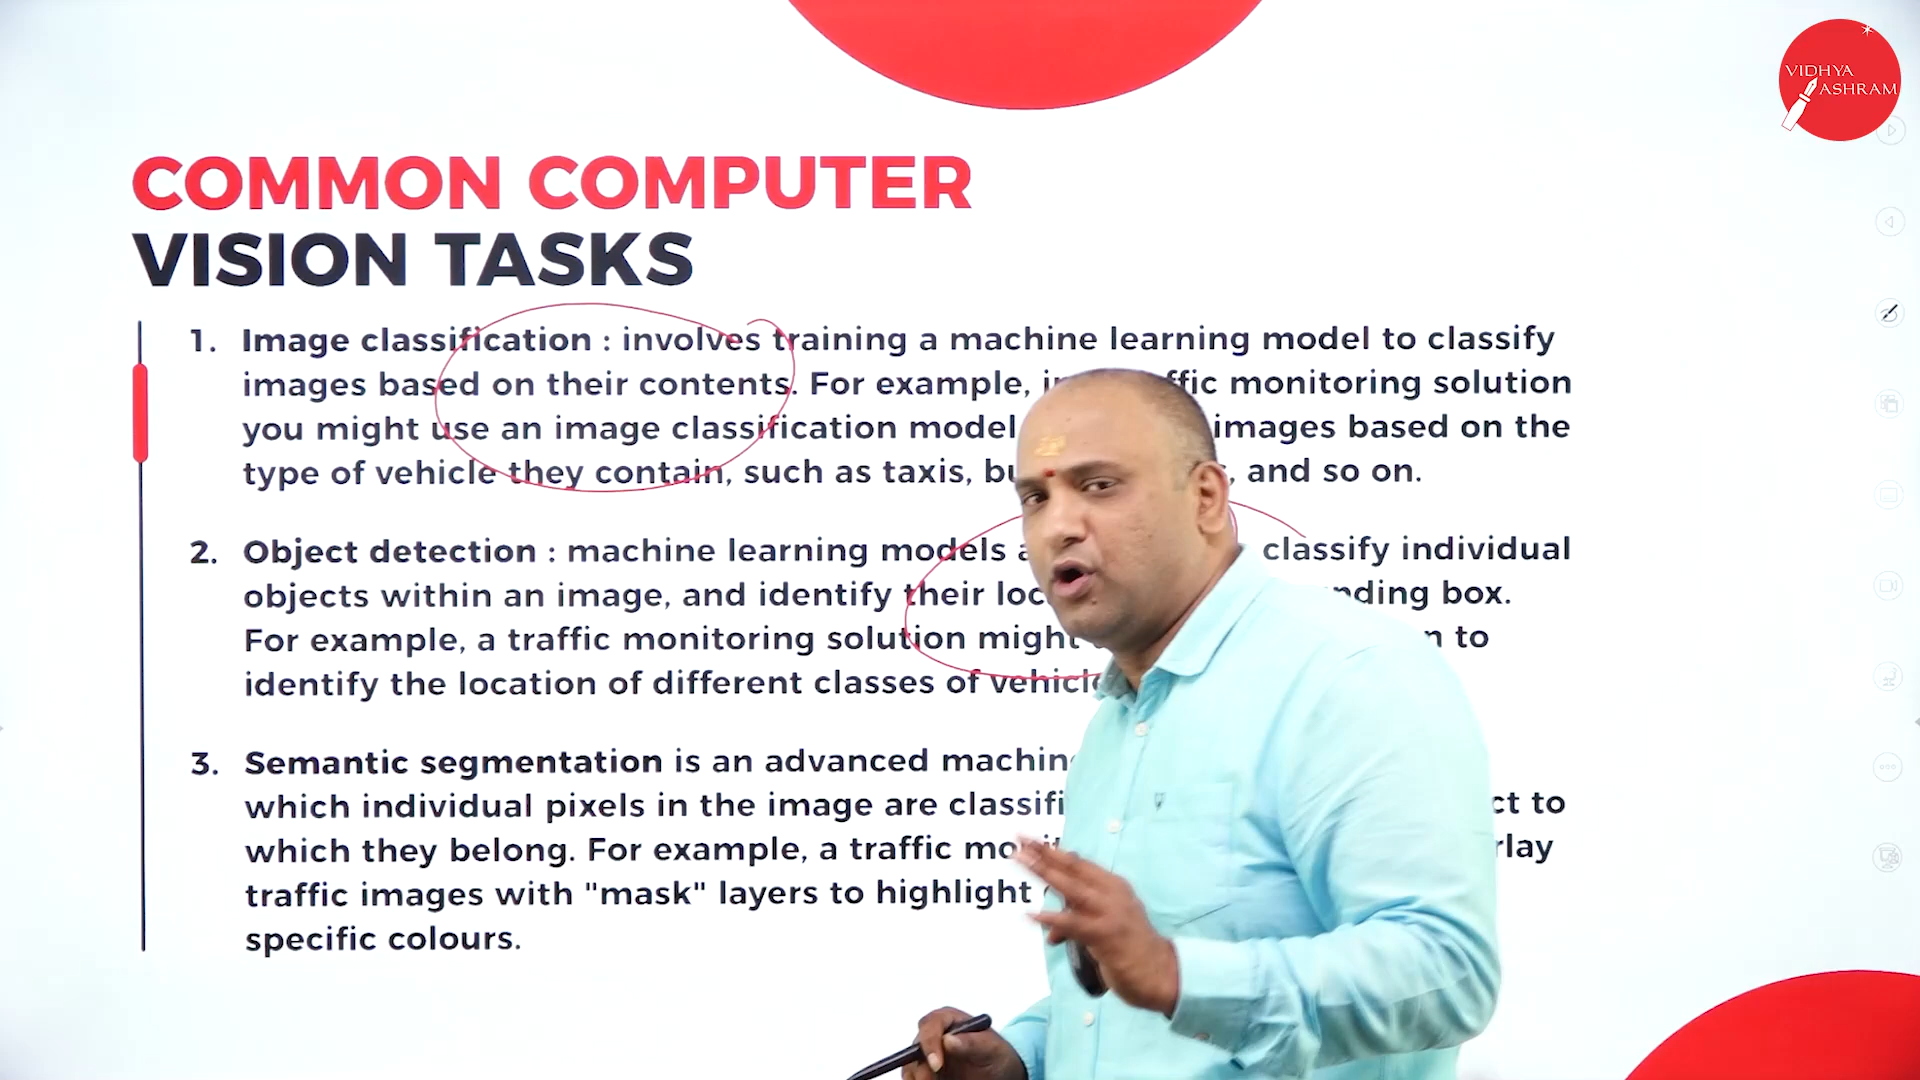 VIDHYA
ASHRAM
COMMON COMPUTER
VISION TASKS
1. Image classification : involves training a machine learning model to classify
images based on their contents. For example, monitoring solution
you might use an image classification model images based on the
type of vehicle they contain, such as taxis, and so on.
2. Object detection : machine learning models classify individual
objects within an image, and identify their box.
For example, a traffic monitoring solution might to
identify the location of different classes of
3. Semantic segmentation is an advanced
which individual pixels in the image are to
which they belong. For example, a traffic
traffic images with "mask" layers to highlight
specific colours.